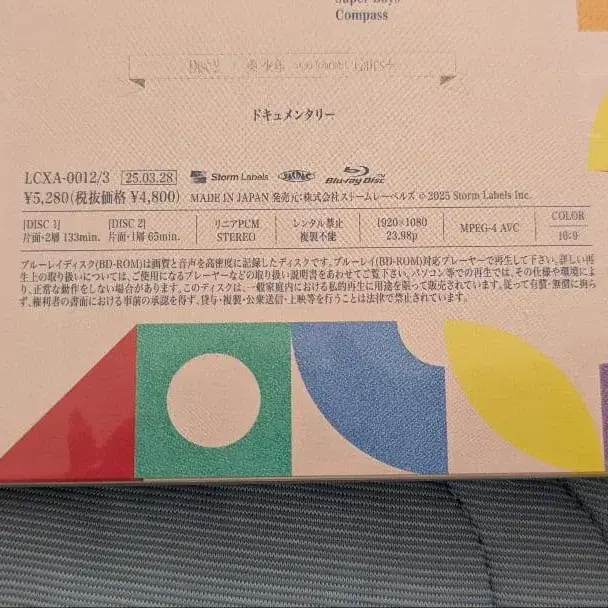 Super Boys
Compass
ドキュメンタリー
LCXA-0012/3 25.03.28 Storm Labels Blu-ray Disc
¥5,280(税抜価格 ¥4,800) MADE IN JAPAN 発売元:株式会社ストームレーベルズ ℗2025 Storm Labels Inc.
[DISC 1] 片面・2層 133min. [DISC 2] 片面・1層 65min. リニアPCM STEREO レンタル禁止 複製不能 1920×1080 23.98p MPEG-4 AVC COLOR 16:9
ブルーレイディスク(BD-ROM)は画質と音声を高密度に記録したディスクです。ブルーレイ(BD-ROM)対応プレーヤーで再生して下さい。詳しい再
生上の取り扱いについては、ご使用になるプレーヤーなどの取り扱い説明書をあわせてご覧下さい。パソコン等での再生では、その仕様や環境によ
り、正常な動作をしない場合があります。このディスクは、一般家庭内における私的再生に用途を限って販売されています。従って有償・無償に拘ら
ず、権利者の書面における事前の承認を得ず、貸与・複製・公衆送信・上映等を行うことは法律で禁止されています。